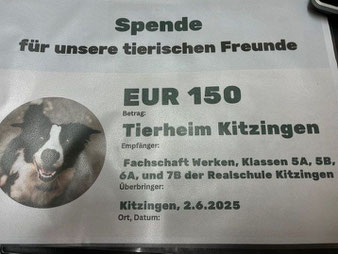 Spende
für unsere tierischen Freunde
EUR 150
Betrag:
Tierheim Kitzingen
Empfänger:
Fachschaft Werken, Klassen 5A, 5B,
6A, und 7B der Realschule Kitzingen
Überbringer:
Kitzingen, 2.6.2025
Ort, Datum: